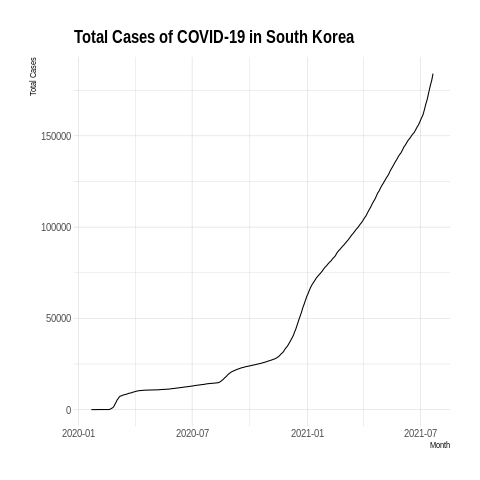 Total Cases of COVID-19 in South Korea
Total Cases
150000
100000
50000
0
2020-01 2020-07 2021-01 2021-07
Month